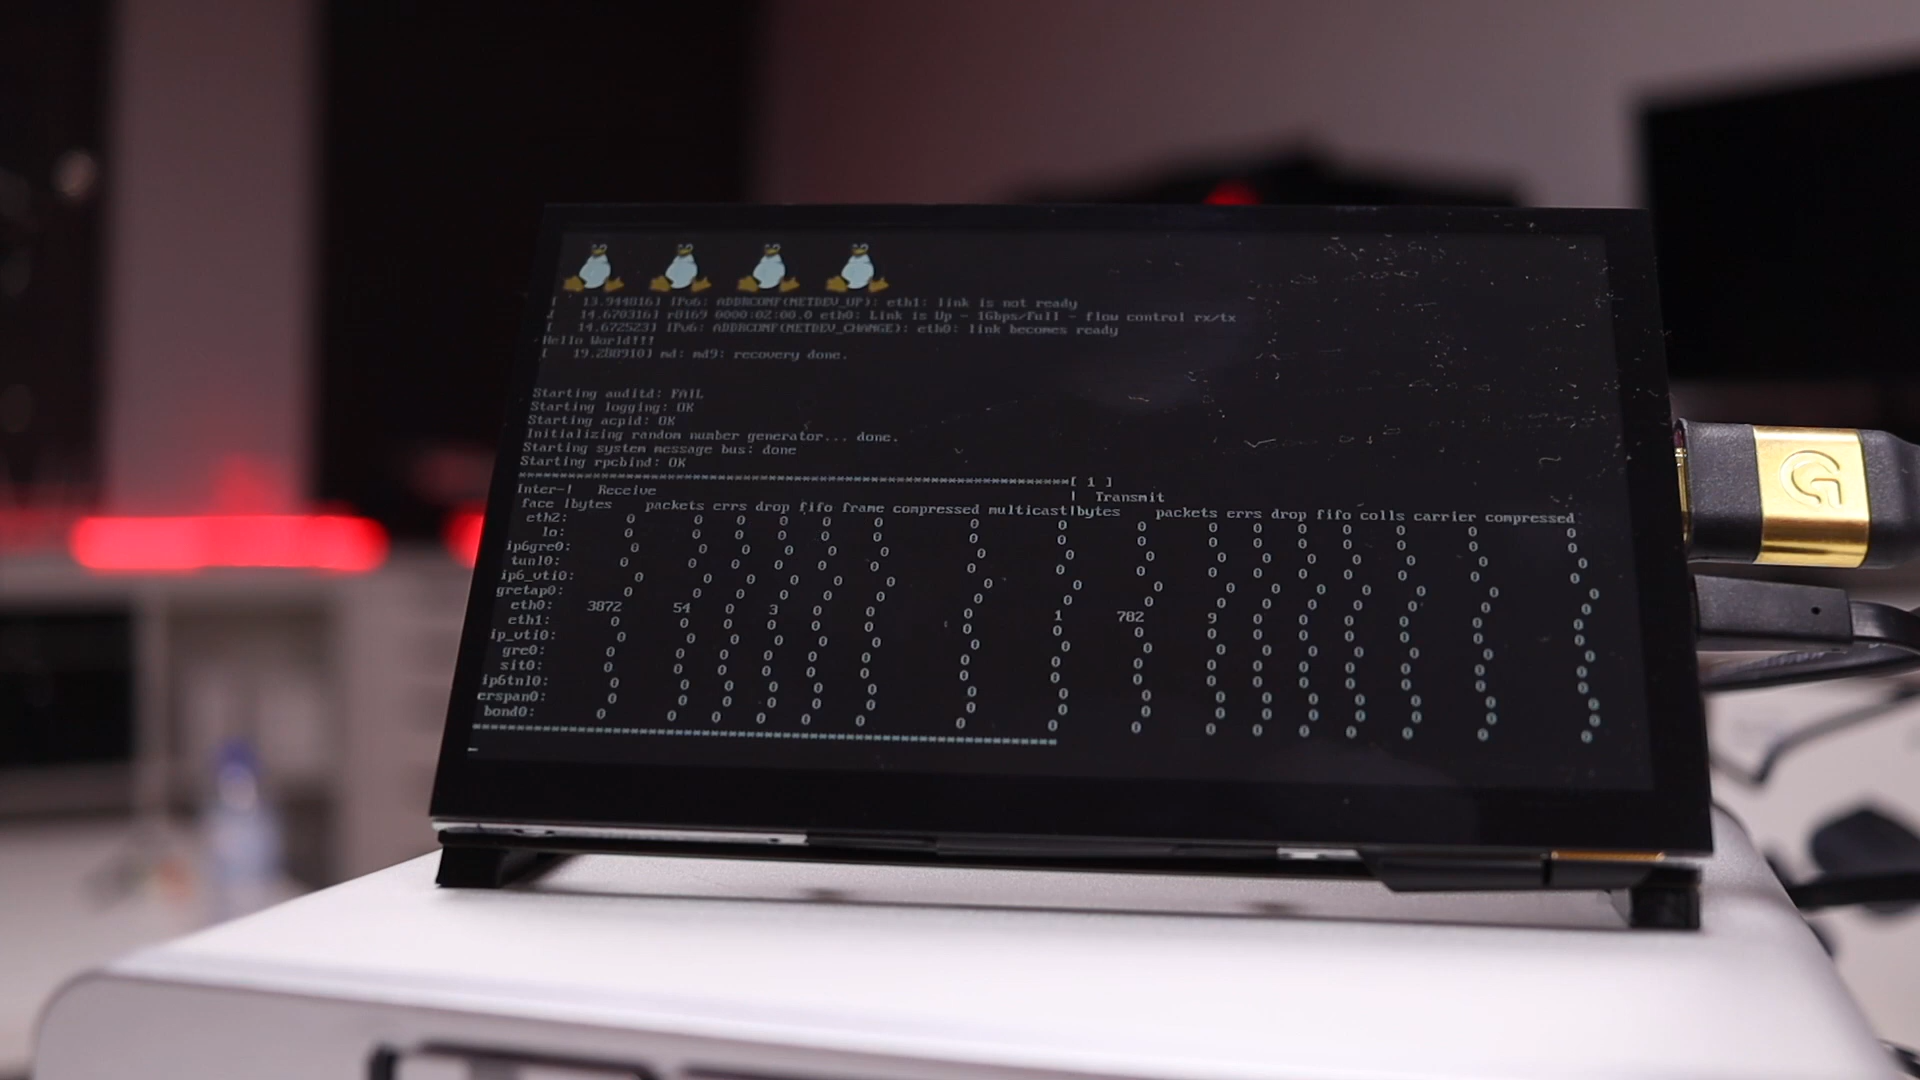 [ 13.944816] IPv6: ADDRCONF(NETDEV_UP): eth1: link is not ready
[ 14.670316] r8169 0000:02:00.0 eth0: Link is Up - 1Gbps/Full - flow control rx/tx
[ 14.672523] IPv6: ADDRCONF(NETDEV_CHANGE): eth0: link becomes ready
Hello World!!!
[ 19.288910] md: md9: recovery done.
Starting auditd: FAIL
Starting logging: OK
Starting acpid: OK
Initializing random number generator... done.
Starting system message bus: done
Starting rpcbind: OK
[ 1 ]
Inter-| Receive | Transmit
face |bytes packets errs drop fifo frame compressed multicast|bytes packets errs drop fifo colls carrier compressed
eth2: 0 0 0 0 0 0 0 0 0 0 0 0 0 0 0 0
lo: 0 0 0 0 0 0 0 0 0 0 0 0 0 0 0 0
ip6gre0: 0 0 0 0 0 0 0 0 0 0 0 0 0 0 0 0
tunl0: 0 0 0 0 0 0 0 0 0 0 0 0 0 0 0 0
ip6_vti0: 0 0 0 0 0 0 0 0 0 0 0 0 0 0 0 0
gretap0: 0 0 0 0 0 0 0 0 0 0 0 0 0 0 0 0
eth0: 3872 54 0 3 0 0 0 1 782 9 0 0 0 0 0 0
eth1: 0 0 0 0 0 0 0 0 0 0 0 0 0 0 0 0
ip_vti0: 0 0 0 0 0 0 0 0 0 0 0 0 0 0 0 0
gre0: 0 0 0 0 0 0 0 0 0 0 0 0 0 0 0 0
sit0: 0 0 0 0 0 0 0 0 0 0 0 0 0 0 0 0
ip6tnl0: 0 0 0 0 0 0 0 0 0 0 0 0 0 0 0 0
erspan0: 0 0 0 0 0 0 0 0 0 0 0 0 0 0 0 0
bond0: 0 0 0 0 0 0 0 0 0 0 0 0 0 0 0 0